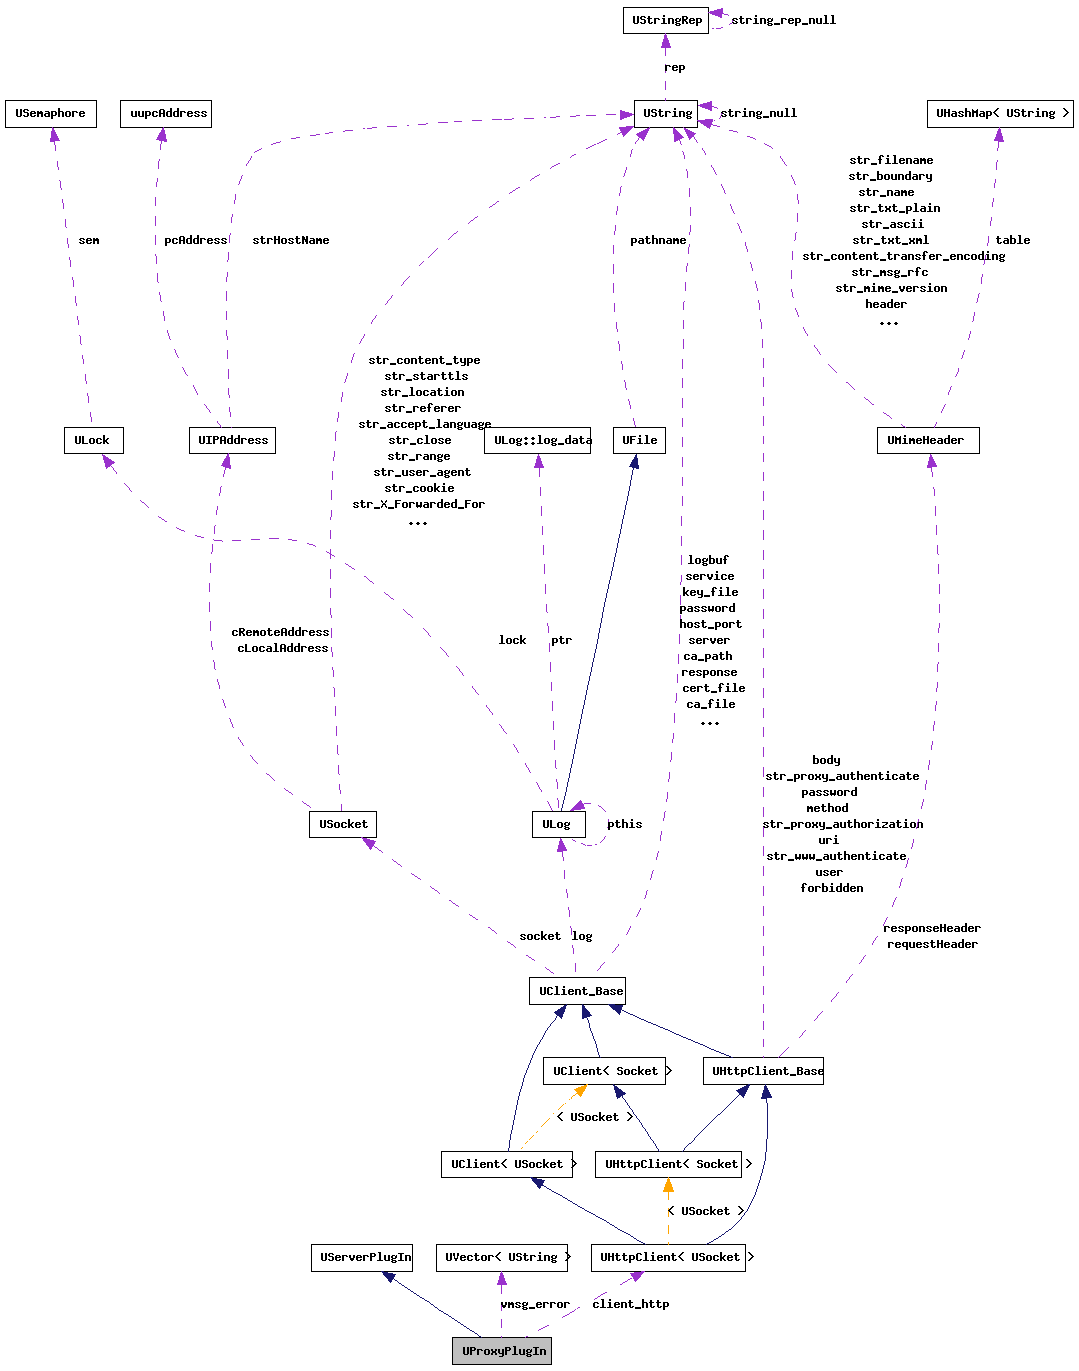 UStringRep
string_rep_null
rep
USemaphore
uupcAddress
UString
string_null
UHashMap< UString >
str_filename
str_boundary
str_name
str_txt_plain
str_ascii
str_txt_xml
str_content_transfer_encoding
str_msg_rfc
str_mime_version
header
...
sem
pcAddress
strHostName
pathname
table
str_content_type
str_starttls
str_location
str_referer
str_accept_language
str_close
str_range
str_user_agent
str_cookie
str_X_Forwarded_For
...
ULock
UIPAddress
ULog::log_data
UFile
UMimeHeader
logbuf
service
key_file
password
host_port
server
ca_path
response
cert_file
ca_file
...
cRemoteAddress
cLocalAddress
lock
ptr
body
str_proxy_authenticate
password
method
str_proxy_authorization
uri
str_www_authenticate
user
forbidden
USocket
ULog
pthis
socket
log
responseHeader
requestHeader
UClient_Base
UClient< Socket >
UHttpClient_Base
< USocket >
UClient< USocket >
UHttpClient< Socket >
< USocket >
UServerPlugIn
UVector< UString >
UHttpClient< USocket >
vmsg_error
client_http
UProxyPlugIn